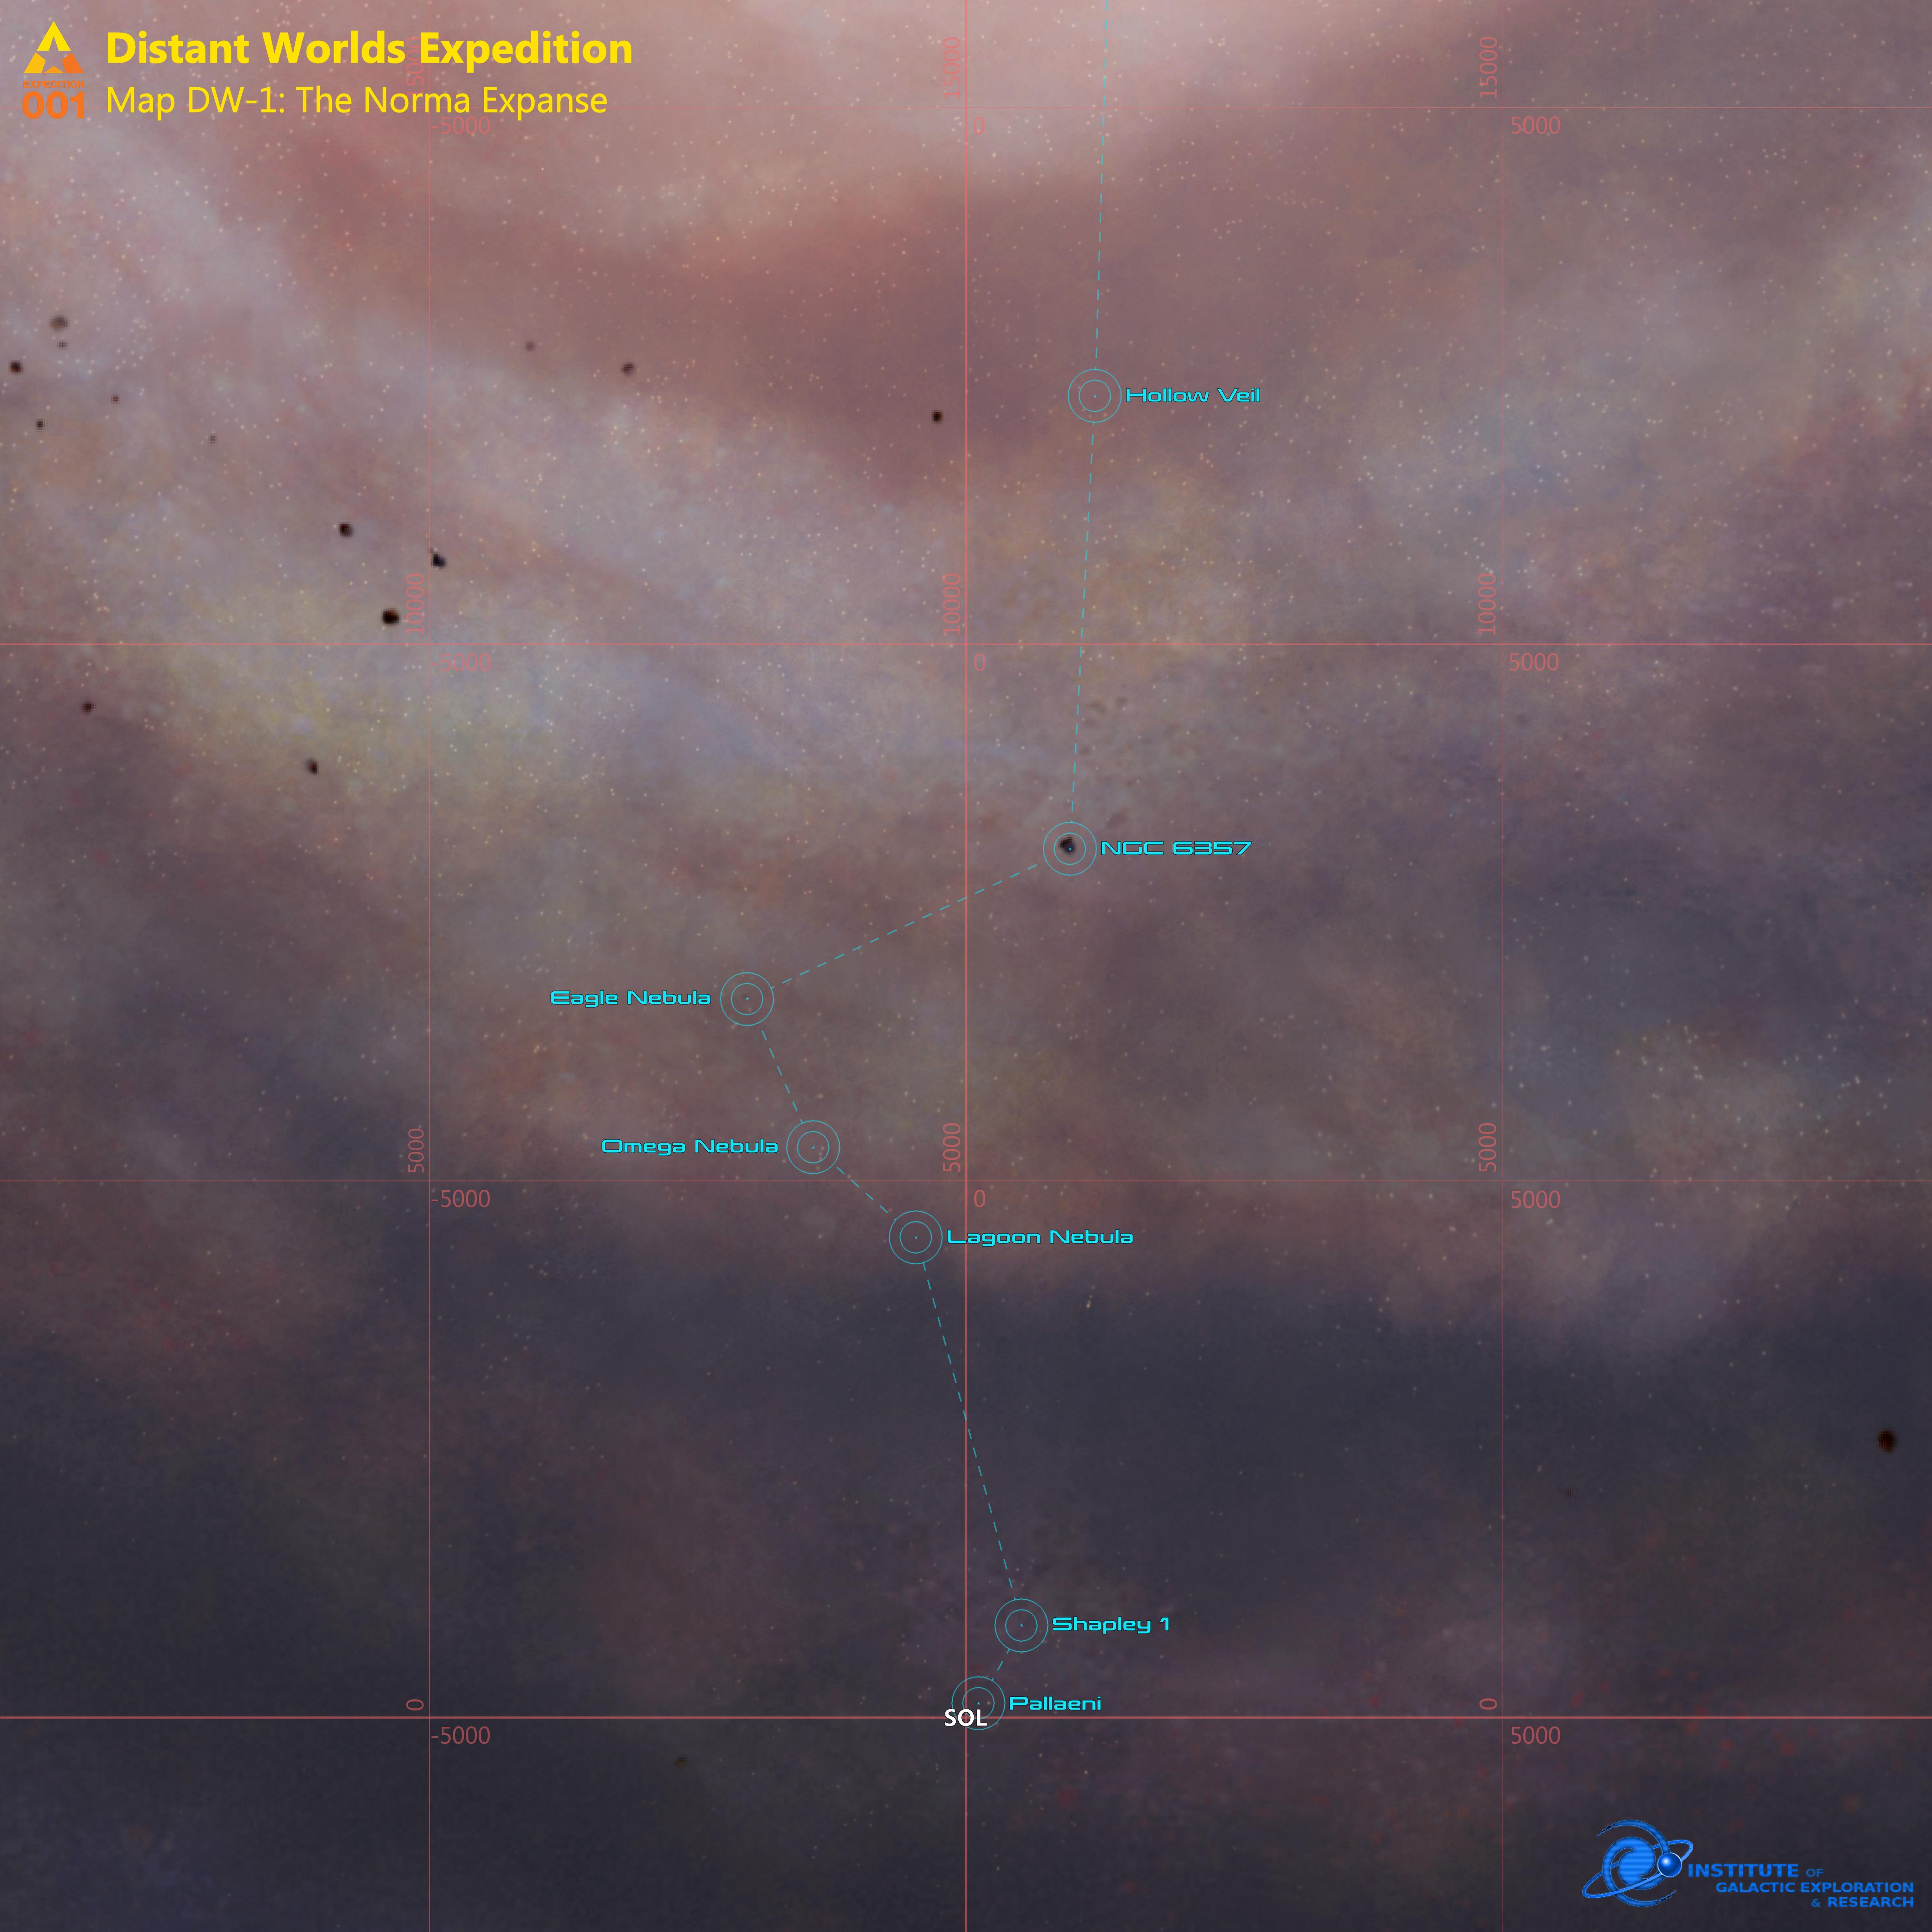 Distant Worlds Expedition
EXPEDITION
001
Map DW-1: The Norma Expanse
15000
15000
15000
-5000
0
5000
Hollow Veil
10000
10000
10000
-5000
0
5000
NGC 6357
Eagle Nebula
Omega Nebula
5000
5000
5000
-5000
0
5000
Lagoon Nebula
Shapley 1
Pallaeni
0
SOL
0
-5000
5000
INSTITUTE OF
GALACTIC EXPLORATION
& RESEARCH